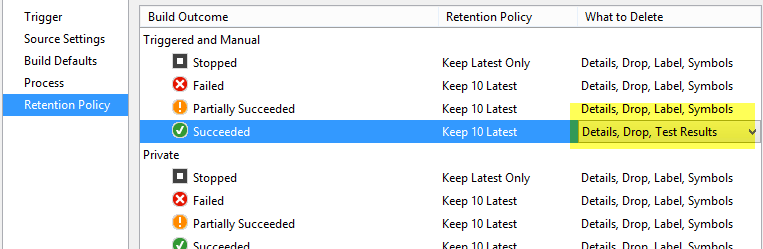 Trigger
Source Settings
Build Defaults
Process
Retention Policy
Build Outcome Retention Policy What to Delete
Triggered and Manual
Stopped Keep Latest Only Details, Drop, Label, Symbols
Failed Keep 10 Latest Details, Drop, Label, Symbols
Partially Succeeded Keep 10 Latest Details, Drop, Label, Symbols
Succeeded Keep 10 Latest Details, Drop, Test Results
Private
Stopped Keep Latest Only Details, Drop, Label, Symbols
Failed Keep 10 Latest Details, Drop, Label, Symbols
Partially Succeeded Keep 10 Latest Details, Drop, Label, Symbols
Succeeded Keep 10 Latest Details, Drop, Label, Symbols